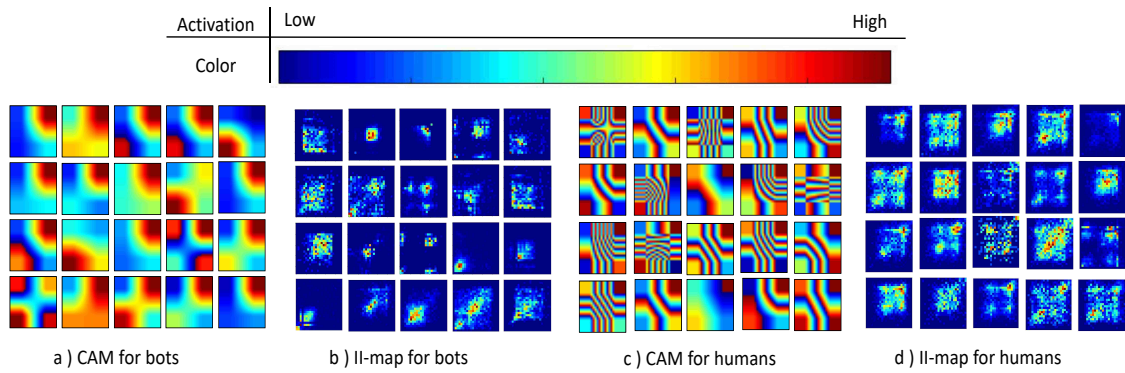 Activation Low High
Color
a ) CAM for bots b ) II-map for bots c ) CAM for humans d ) II-map for humans